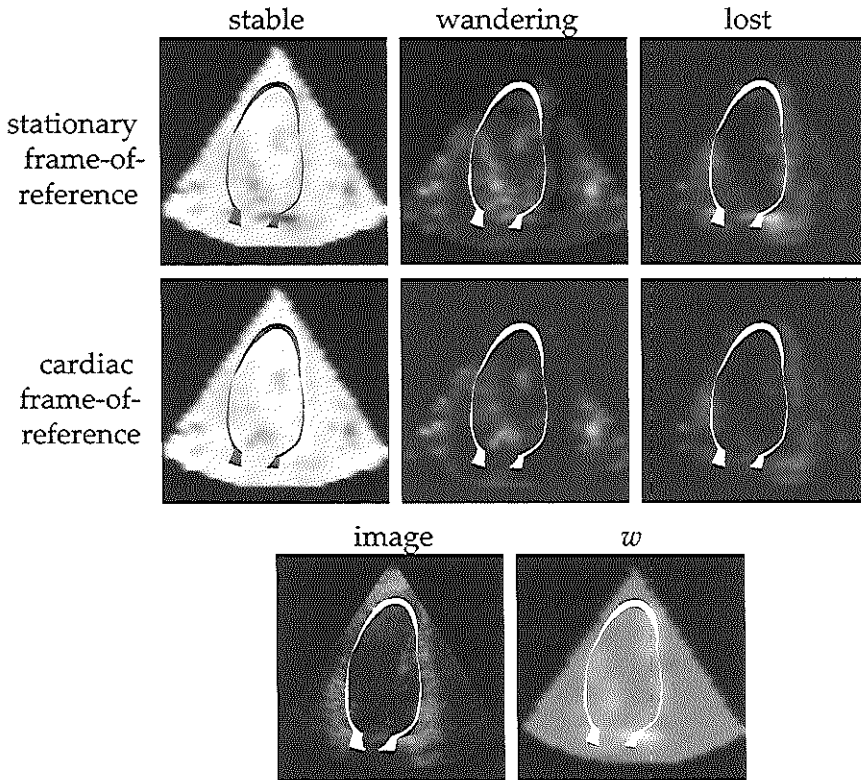 stable wandering lost
stationary
frame-of-
reference
cardiac
frame-of-
reference
image w